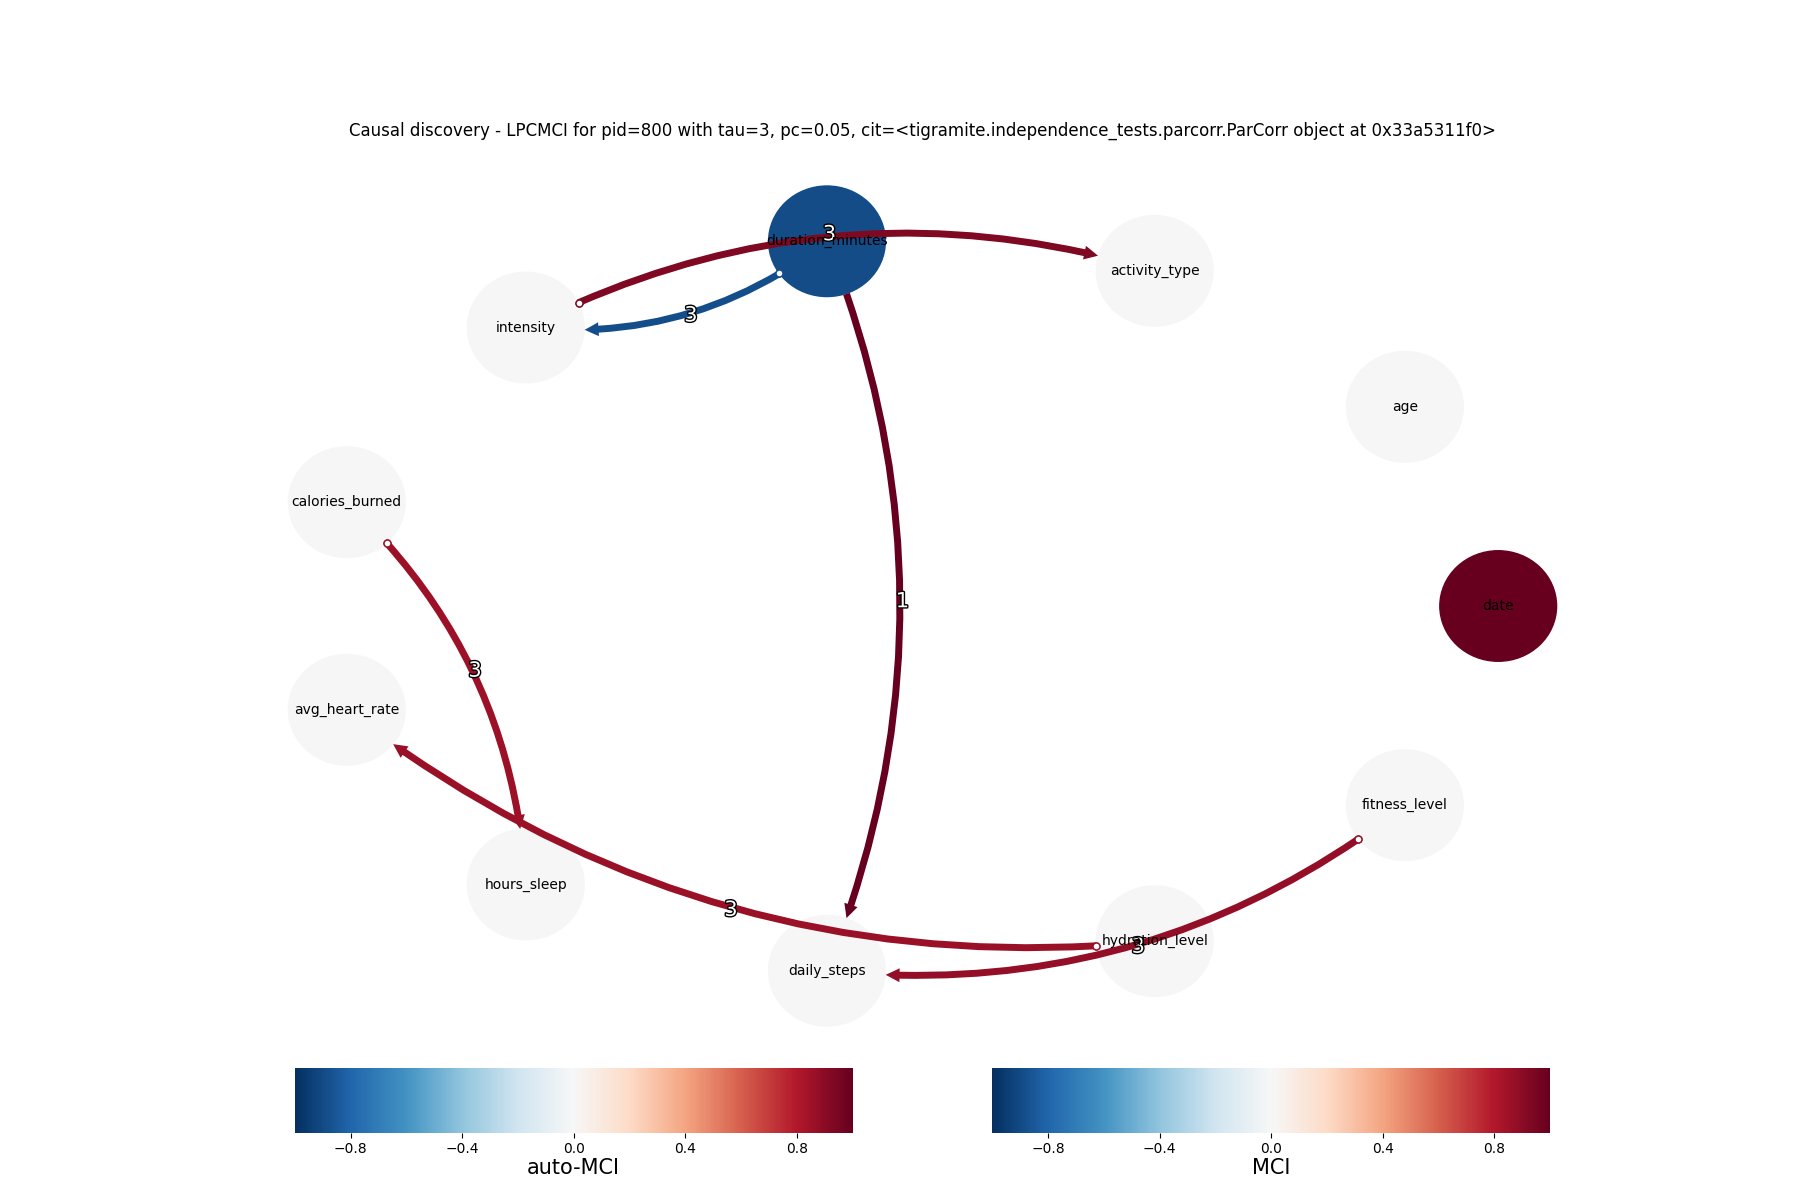 Causal discovery - LPCMCI for pid=800 with tau=3, pc=0.05, cit=<tigramite.independence_tests.parcorr.ParCorr object at 0x33a5311f0>
3
duration_minutes
activity_type
3
intensity
age
calories_burned
1
date
3
avg_heart_rate
fitness_level
hours_sleep
3
hydration_level
3
daily_steps
−0.8 −0.4 0.0 0.4 0.8
auto-MCI
−0.8 −0.4 0.0 0.4 0.8
MCI